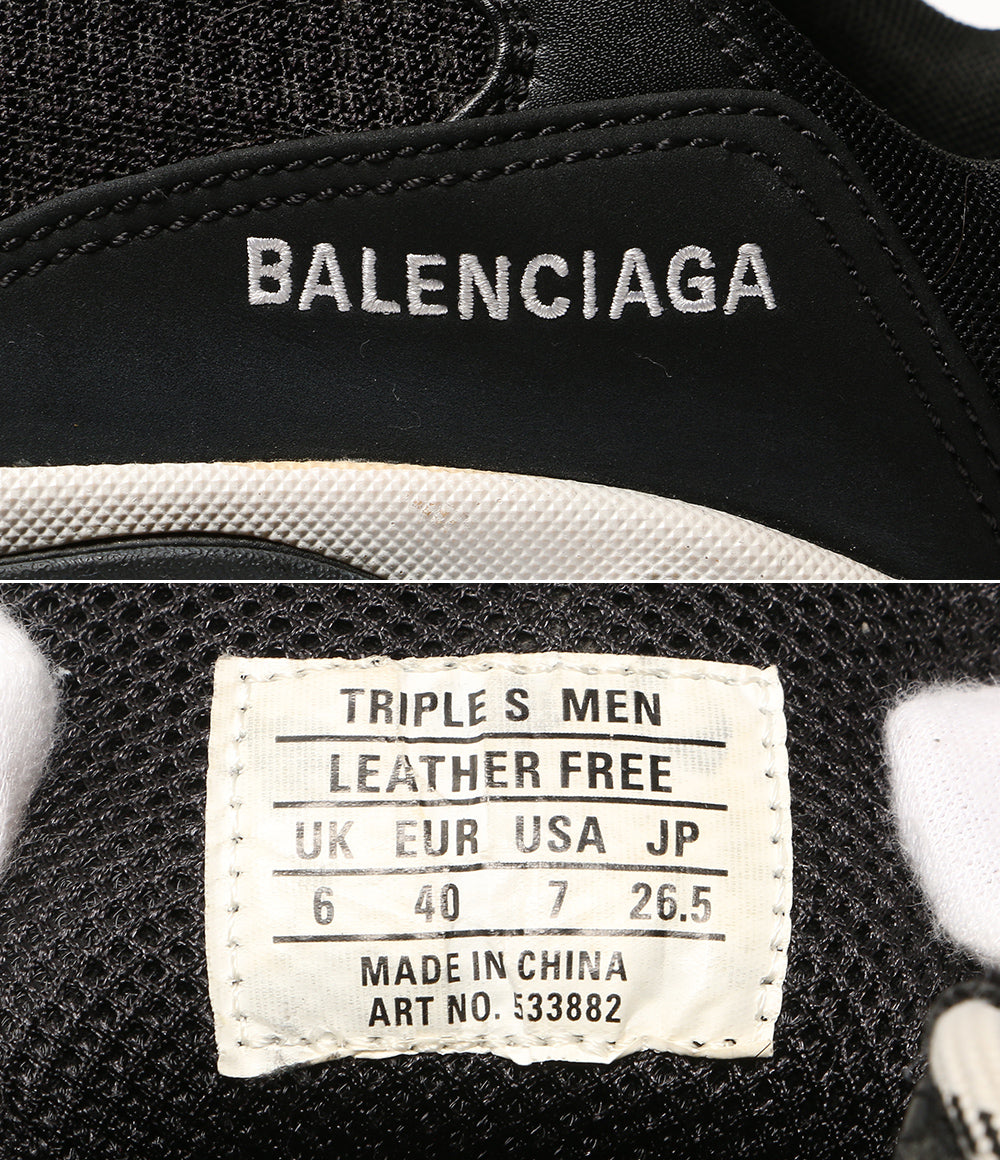 BALENCIAGA
TRIPLE S MEN
LEATHER FREE
UK EUR USA JP
6 40 7 26.5
MADE IN CHINA
ART NO. 533882